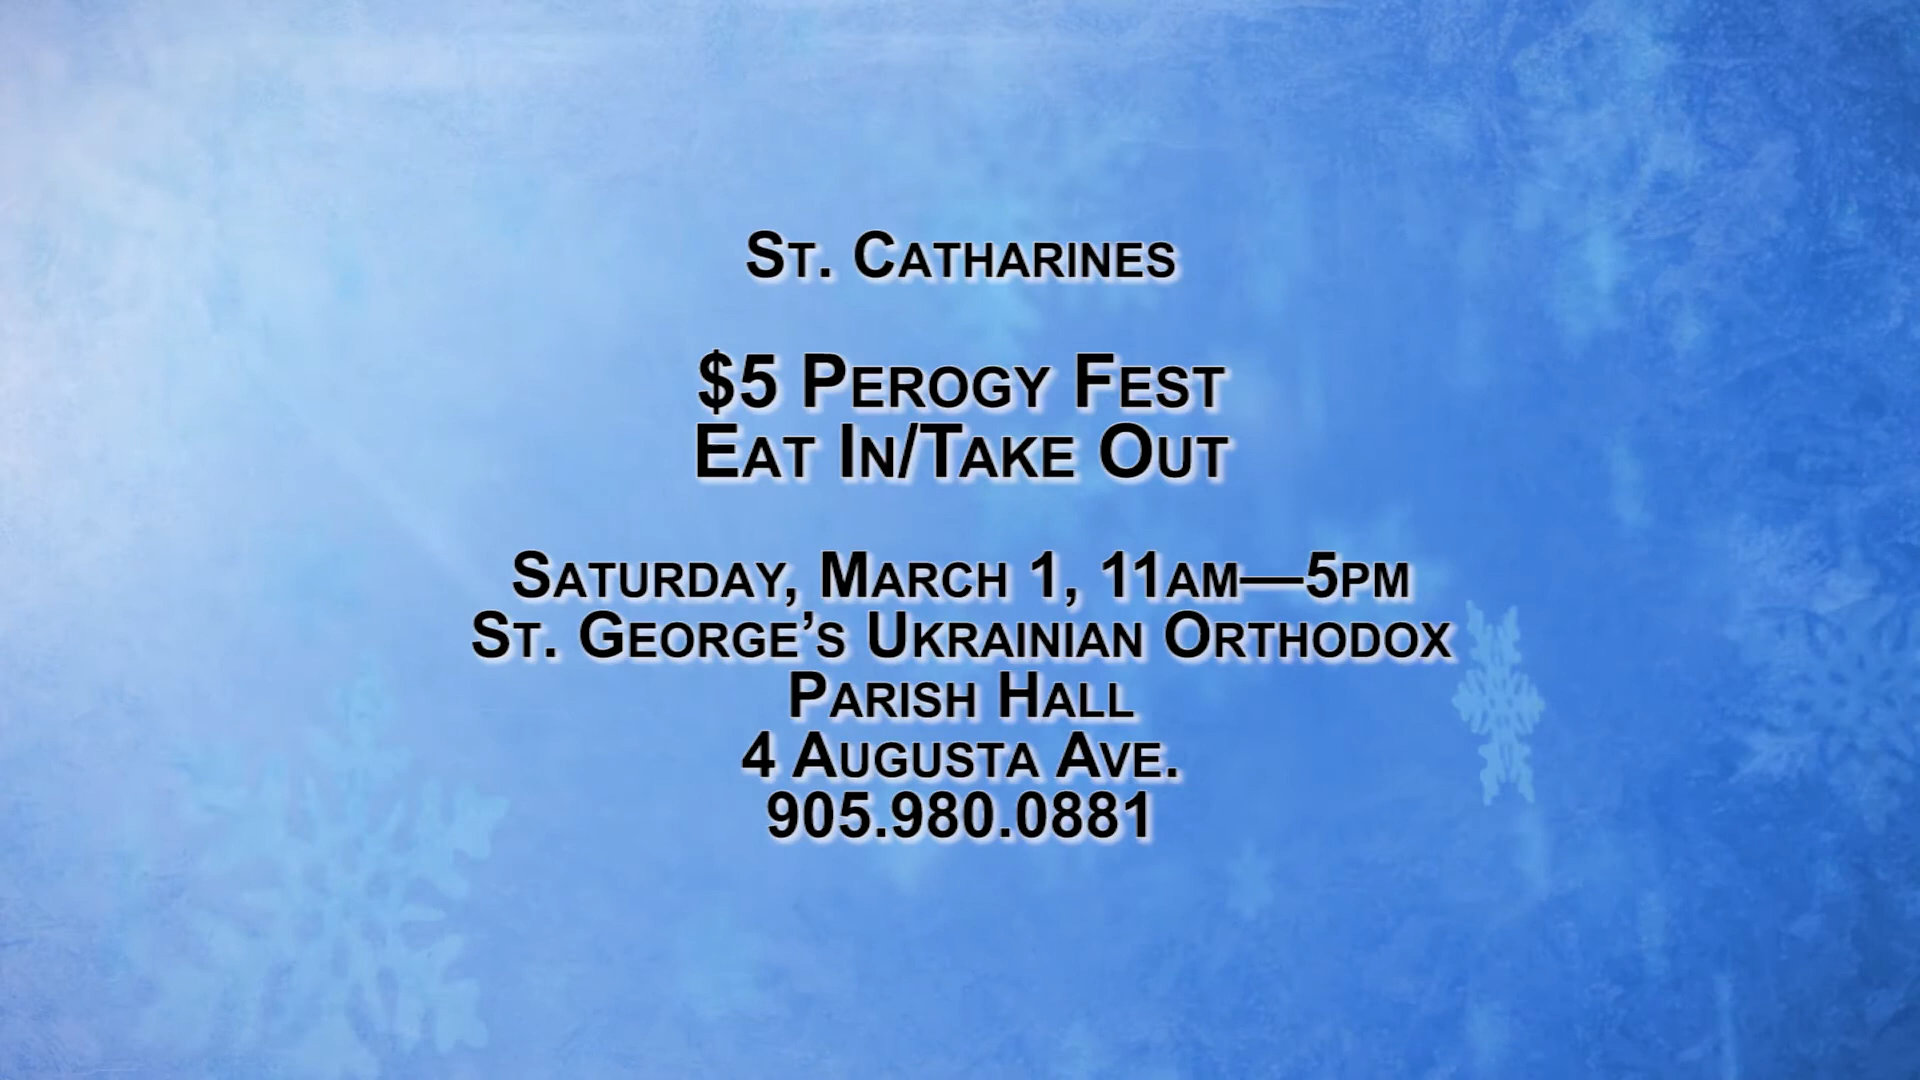 St. Catharines
$5 Perogy Fest
Eat In/Take Out
Saturday, March 1, 11am—5pm
St. George’s Ukrainian Orthodox
Parish Hall
4 Augusta Ave.
905.980.0881